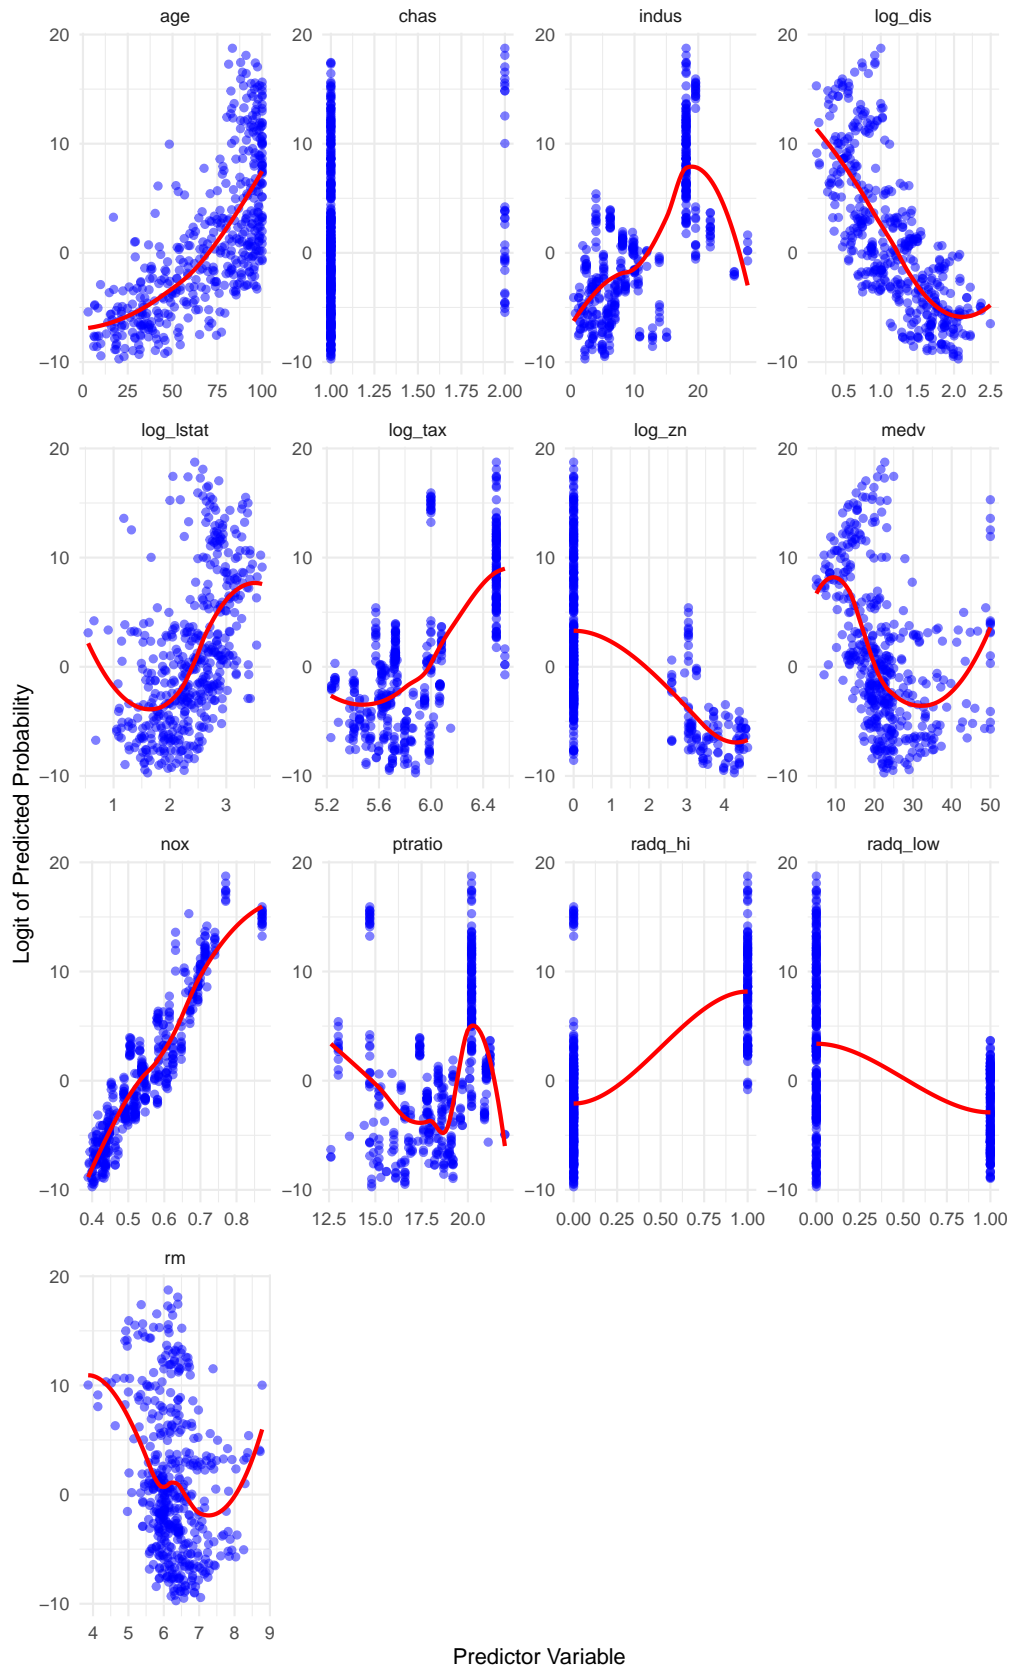 age chas indus log_dis
20 20 20 20
10 10 10 10
0 0 0 0
−10 −10 −10 −10
0 25 50 75 100 1.00 1.25 1.50 1.75 2.00 0 10 20 0.5 1.0 1.5 2.0 2.5
log_lstat log_tax log_zn medv
20 20 20 20
10 10 10 10
0 0 0 0
−10 −10 −10 −10
1 2 3 5.2 5.6 6.0 6.4 0 1 2 3 4 10 20 30 40 50
Logit of Predicted Probability
nox ptratio radq_hi radq_low
20 20 20 20
10 10 10 10
0 0 0 0
−10 −10 −10 −10
0.4 0.5 0.6 0.7 0.8 12.5 15.0 17.5 20.0 0.00 0.25 0.50 0.75 1.00 0.00 0.25 0.50 0.75 1.00
rm
20
10
0
−10
4 5 6 7 8 9
Predictor Variable